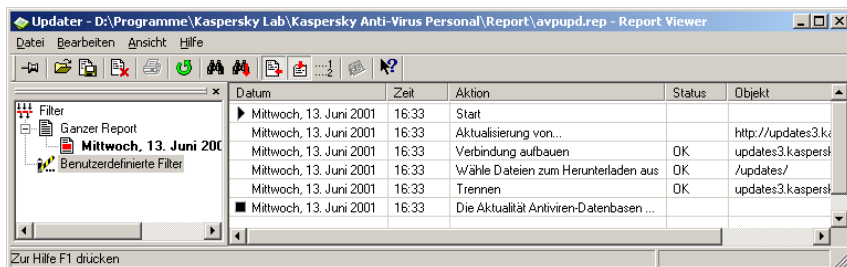 Updater - D:\Programme\Kaspersky Lab\Kaspersky Anti-Virus Personal\Report\avpupd.rep - Report Viewer
Datei Bearbeiten Ansicht Hilfe
Filter
Ganzer Report
Mittwoch, 13. Juni 200
Benutzerdefinierte Filter
Datum Zeit Aktion Status Objekt
Mittwoch, 13. Juni 2001 16:33 Start
Mittwoch, 13. Juni 2001 16:33 Aktualisierung von... http://updates3.ka
Mittwoch, 13. Juni 2001 16:33 Verbindung aufbauen OK updates3.kaspersk
Mittwoch, 13. Juni 2001 16:33 Wähle Dateien zum Herunterladen aus OK /updates/
Mittwoch, 13. Juni 2001 16:33 Trennen OK updates3.kaspersk
Mittwoch, 13. Juni 2001 16:33 Die Aktualität Antiviren-Datenbasen ...
Zur Hilfe F1 drücken